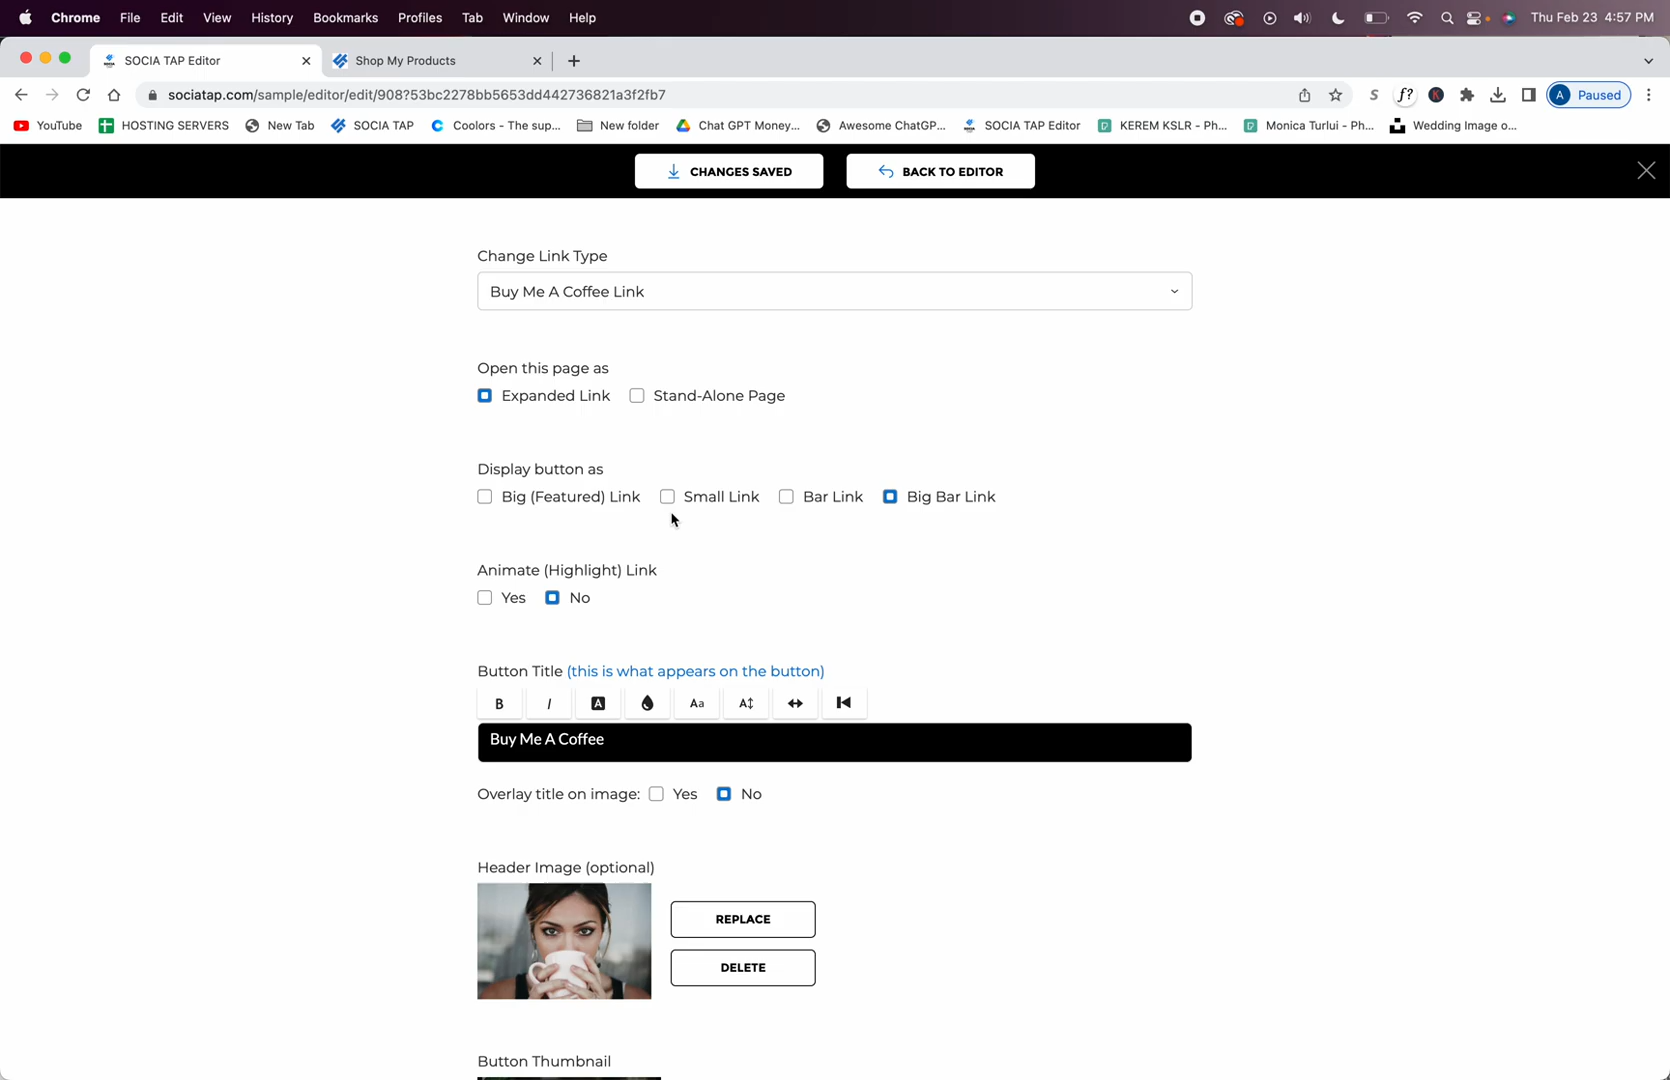 Chrome File Edit View History Bookmarks Profiles Tab Window Help Thu Feb 23 4:57 PM
SOCIA TAP Editor Shop My Products
sociatap.com/sample/editor/edit/908?53bc2278bb5653dd442736821a3f2fb7 S f? K A Paused
YouTube HOSTING SERVERS New Tab SOCIA TAP Coolors - The sup... New folder Chat GPT Money... Awesome ChatGP... SOCIA TAP Editor KEREM KSLR - Ph... Monica Turlui - Ph... Wedding Image o...
CHANGES SAVED BACK TO EDITOR
Change Link Type
Buy Me A Coffee Link
Open this page as
Expanded Link Stand-Alone Page
Display button as
Big (Featured) Link Small Link Bar Link Big Bar Link
Animate (Highlight) Link
Yes No
Button Title (this is what appears on the button)
B I A Aa A
Buy Me A Coffee
Overlay title on image: Yes No
Header Image (optional)
REPLACE
DELETE
Button Thumbnail